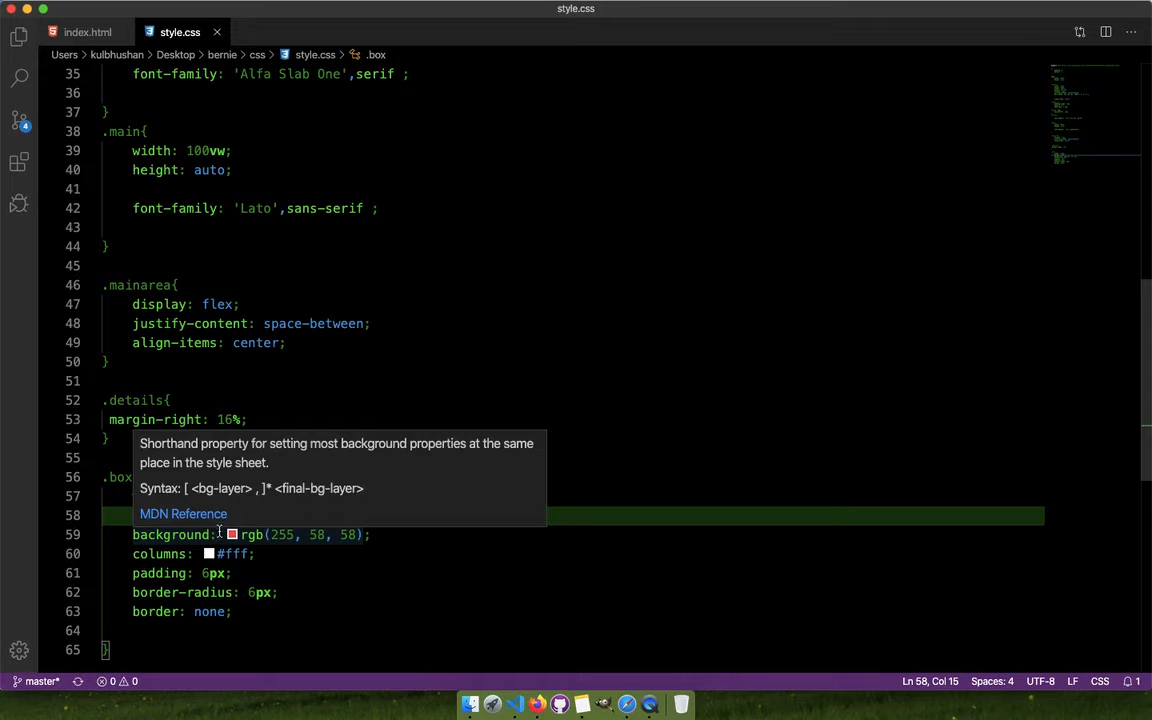 style.css
index.html
style.css
Users > kulbhushan > Desktop > bernie > css > style.css > .box
35 font-family: 'Alfa Slab One',serif ;
36
37 }
38 .main{
39 width: 100vw;
40 height: auto;
41
42 font-family: 'Lato',sans-serif ;
43
44 }
45
46 .mainarea{
47 display: flex;
48 justify-content: space-between;
49 align-items: center;
50 }
51
52 .details{
53 margin-right: 16%;
54 }
Shorthand property for setting most background properties at the same
place in the style sheet.
Syntax: [ <bg-layer> , ]* <final-bg-layer>
MDN Reference
55
56 .box
57
58
59 background: rgb(255, 58, 58);
60 columns: #fff;
61 padding: 6px;
62 border-radius: 6px;
63 border: none;
64
65 }
4
master*
0
0
Ln 58, Col 15
Spaces: 4
UTF-8
LF
CSS
1